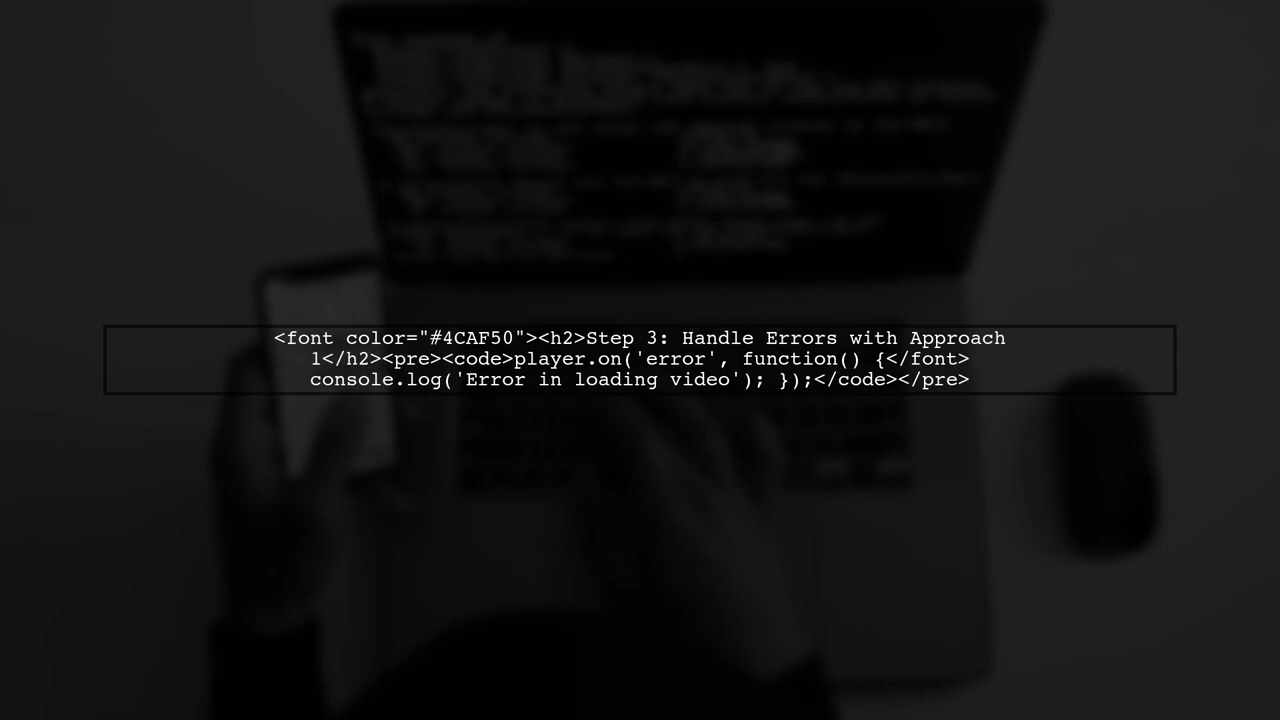 <font color="#4CAF50"><h2>Step 3: Handle Errors with Approach
1</h2><pre><code>player.on('error', function() {</font>
console.log('Error in loading video'); });</code></pre>